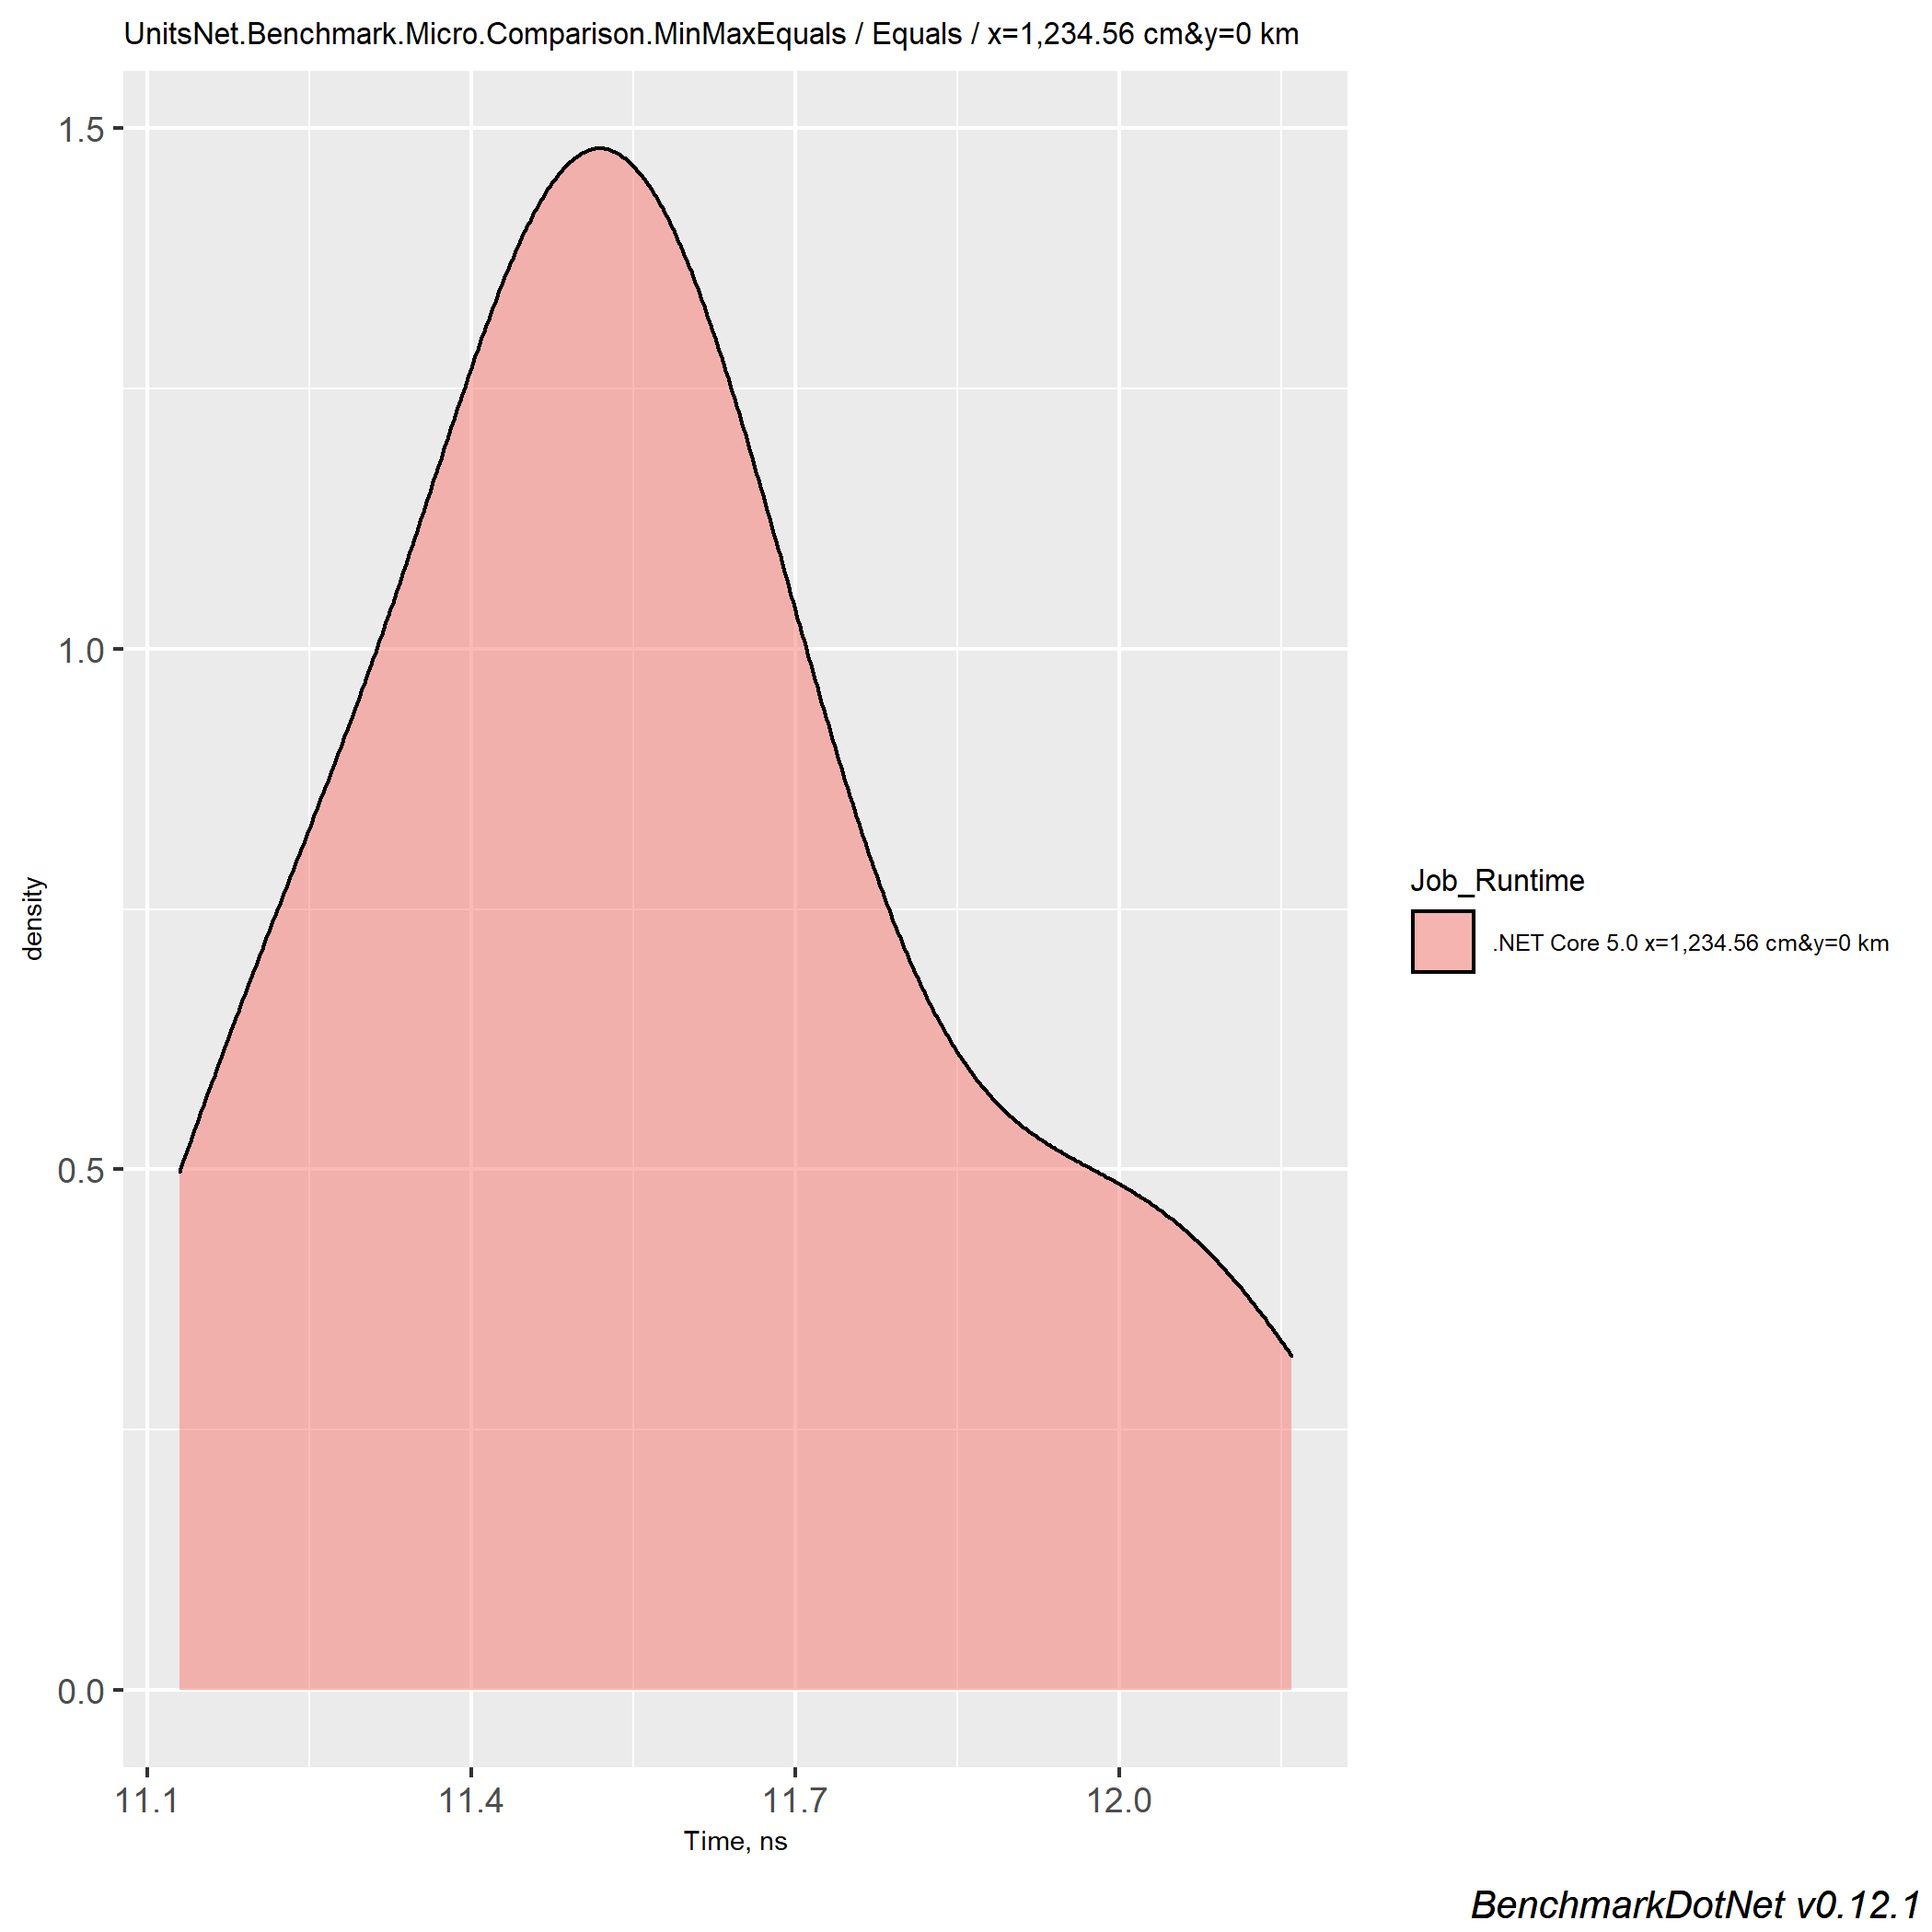 UnitsNet.Benchmark.Micro.Comparison.MinMaxEquals / Equals / x=1,234.56 cm&y=0 km
1.5
1.0
0.5
0.0
density
11.1 11.4 11.7 12.0
Time, ns
Job_Runtime
.NET Core 5.0 x=1,234.56 cm&y=0 km
BenchmarkDotNet v0.12.1